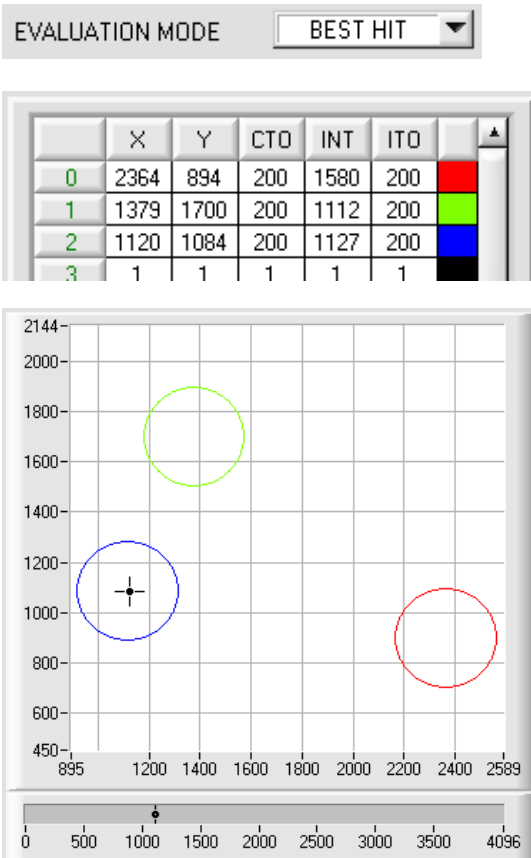 EVALUATION MODE BEST HIT
X Y CTO INT ITO
0 2364 894 200 1580 200
1 1379 1700 200 1112 200
2 1120 1084 200 1127 200
3 1 1 1 1 1
2144
2000
1800
1600
1400
1200
1000
800
600
450
895 1200 1400 1600 1800 2000 2200 2400 2589
0 500 1000 1500 2000 2500 3000 3500 4096